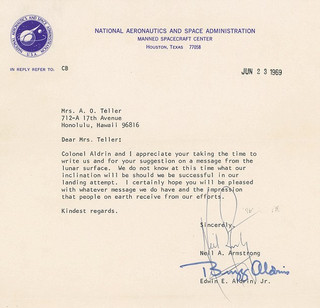 NATIONAL AERONAUTICS AND SPACE ADMINISTRATION
MANNED SPACECRAFT CENTER
HOUSTON, TEXAS 77058
IN REPLY REFER TO: CB
JUN 23 1969
Mrs. A. O. Teller
712-A 17th Avenue
Honolulu, Hawaii 96816
Dear Mrs. Teller:
Colonel Aldrin and I appreciate your taking the time to
write us and for your suggestion on a message from the
lunar surface. We do not know at this time what our
inclination will be should we be successful in our
landing attempt. I certainly hope you will be pleased
with whatever message we do have and the impression
that people on earth receive from our efforts.
Kindest regards.
Sincerely,
Neil A. Armstrong
Buzz Aldrin
Edwin E. Aldrin, Jr.